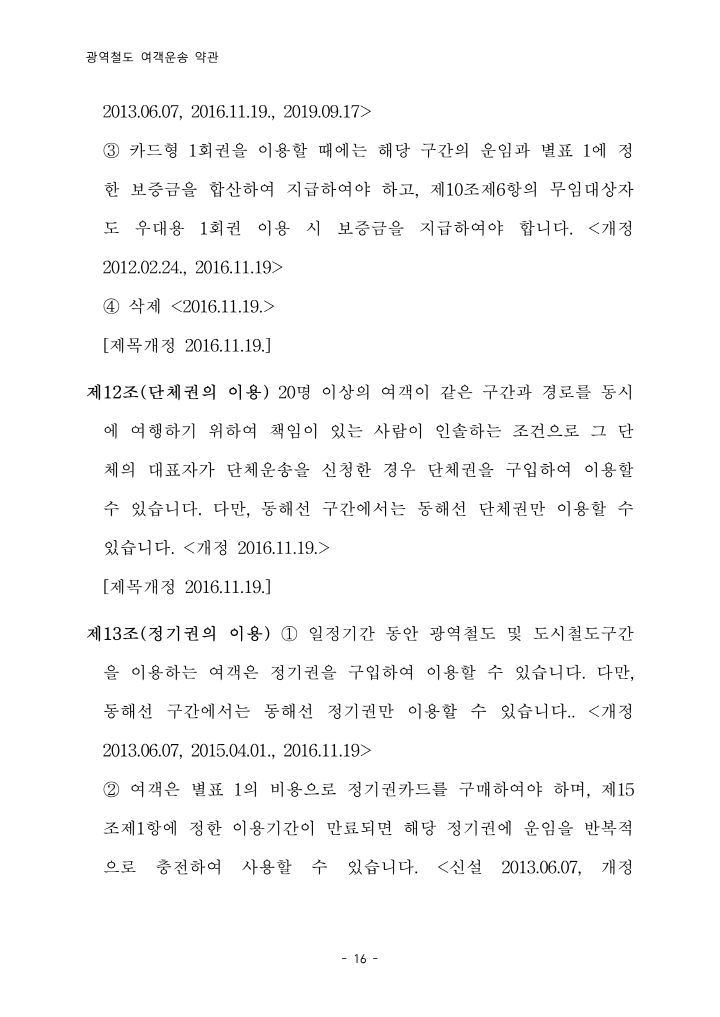 광역철도 여객운송 약관
2013.06.07, 2016.11.19., 2019.09.17>
③ 카드형 1회권을 이용할 때에는 해당 구간의 운임과 별표 1에 정
한 보증금을 합산하여 지급하여야 하고, 제10조제6항의 무임대상자
도 우대용 1회권 이용 시 보증금을 지급하여야 합니다. <개정
2012.02.24., 2016.11.19>
④ 삭제 <2016.11.19.>
[제목개정 2016.11.19.]
제12조(단체권의 이용) 20명 이상의 여객이 같은 구간과 경로를 동시
에 여행하기 위하여 책임이 있는 사람이 인솔하는 조건으로 그 단
체의 대표자가 단체운송을 신청한 경우 단체권을 구입하여 이용할
수 있습니다. 다만, 동해선 구간에서는 동해선 단체권만 이용할 수
있습니다. <개정 2016.11.19.>
[제목개정 2016.11.19.]
제13조(정기권의 이용) ① 일정기간 동안 광역철도 및 도시철도구간
을 이용하는 여객은 정기권을 구입하여 이용할 수 있습니다. 다만,
동해선 구간에서는 동해선 정기권만 이용할 수 있습니다.. <개정
2013.06.07, 2015.04.01., 2016.11.19>
② 여객은 별표 1의 비용으로 정기권카드를 구매하여야 하며, 제15
조제1항에 정한 이용기간이 만료되면 해당 정기권에 운임을 반복적
으로 충전하여 사용할 수 있습니다. <신설 2013.06.07, 개정
- 16 -